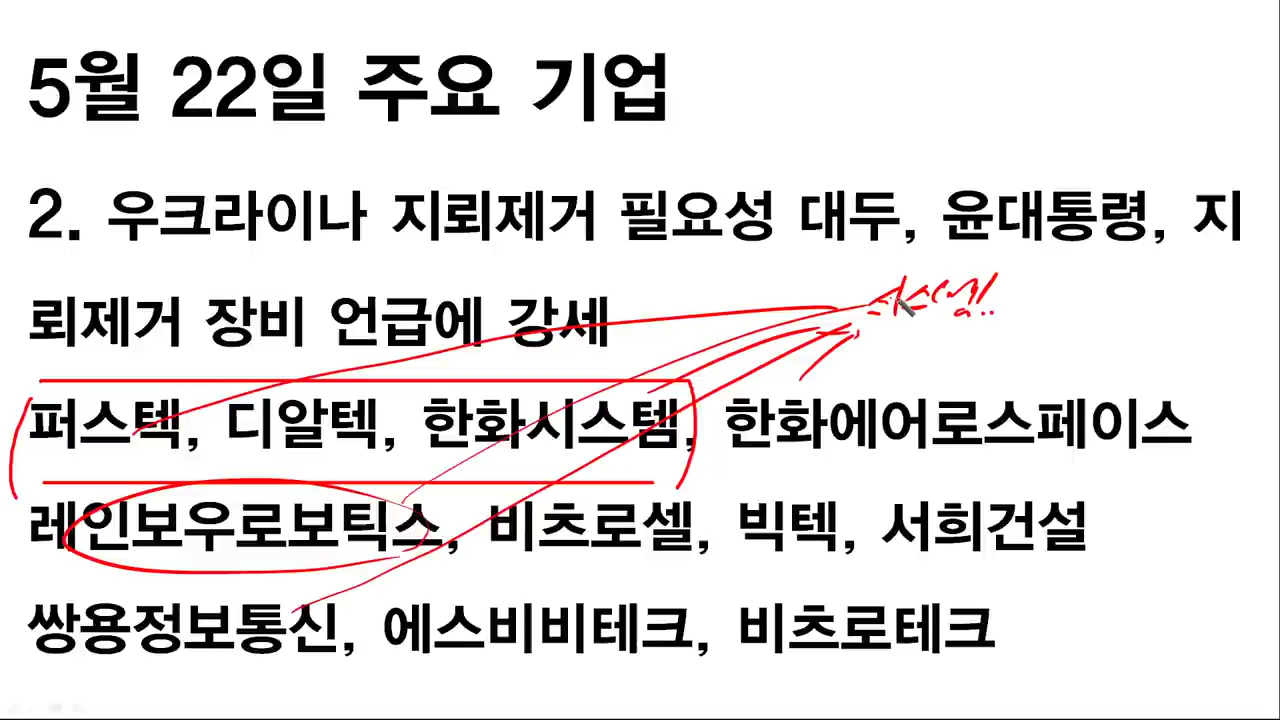 5월 22일 주요 기업
2. 우크라이나 지뢰제거 필요성 대두, 윤대통령, 지
뢰제거 장비 언급에 강세
퍼스텍, 디알텍, 한화시스템, 한화에어로스페이스
레인보우로보틱스, 비츠로셀, 빅텍, 서희건설
쌍용정보통신, 에스비비테크, 비츠로테크